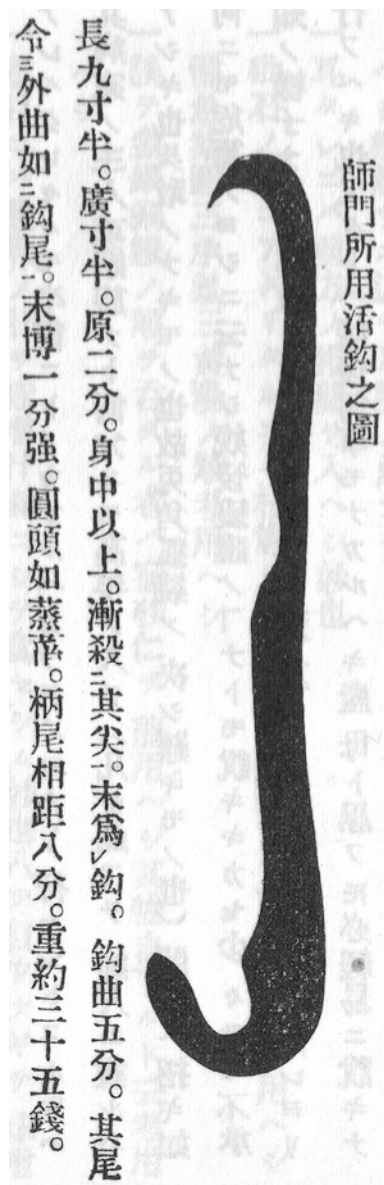 師門所用活鈎之圖
長九寸半。廣寸半。原二分。身中以上。漸殺㆓其尖㆒。末爲㆑鈎。鈎曲五分。其尾
令㆔外曲如㆓鈎尾㆒。末博一分强。圓頭如蒸菌。柄尾相距八分。重約三十五錢。